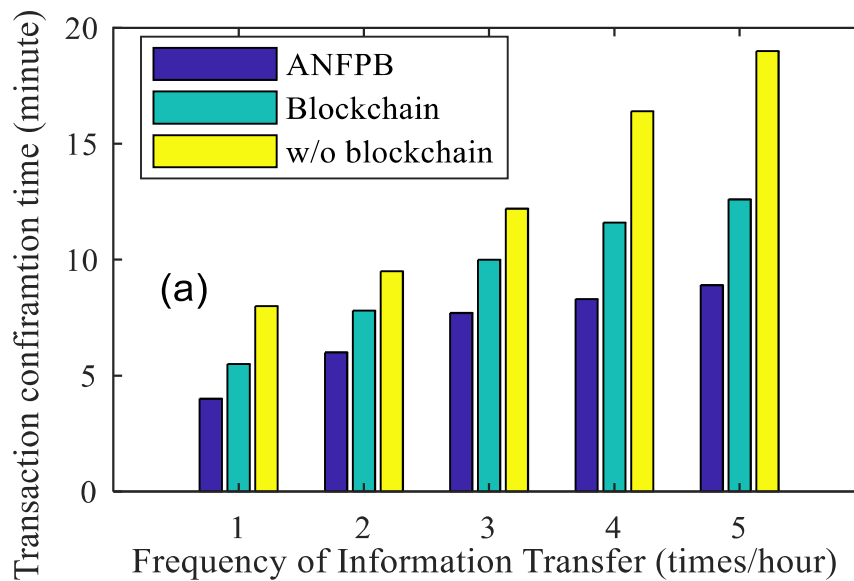 Transaction confiramtion time (minute)
20
15
10
5
0
ANFPB
Blockchain
w/o blockchain
(a)
1 2 3 4 5
Frequency of Information Transfer (times/hour)